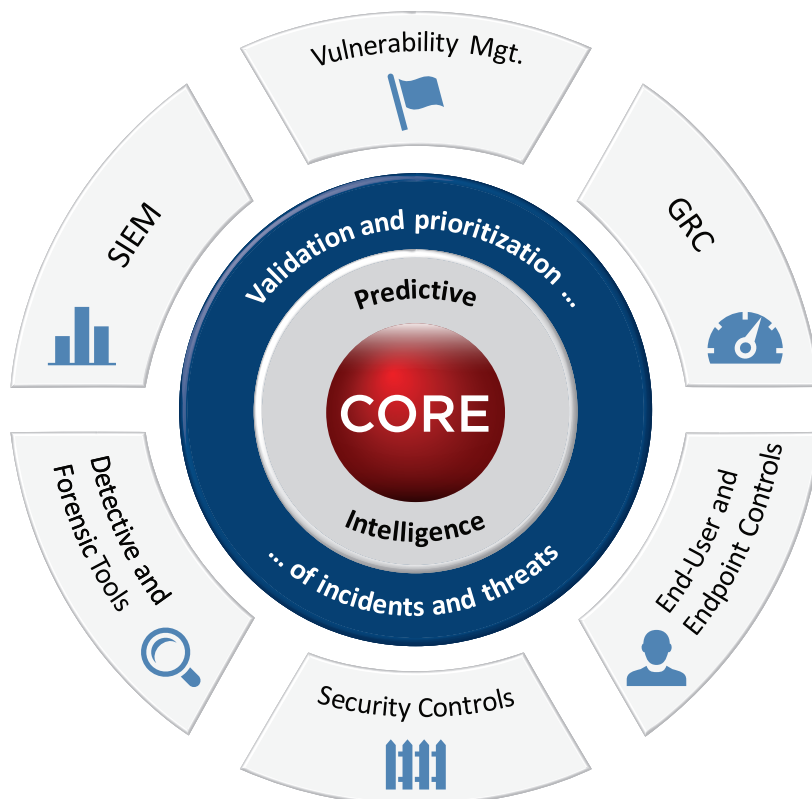 Vulnerability Mgt.
SIEM
GRC
Validation and prioritization ...
Predictive
CORE
Intelligence
... of incidents and threats
Detective and
Forensic Tools
End-User and
Endpoint Controls
Security Controls